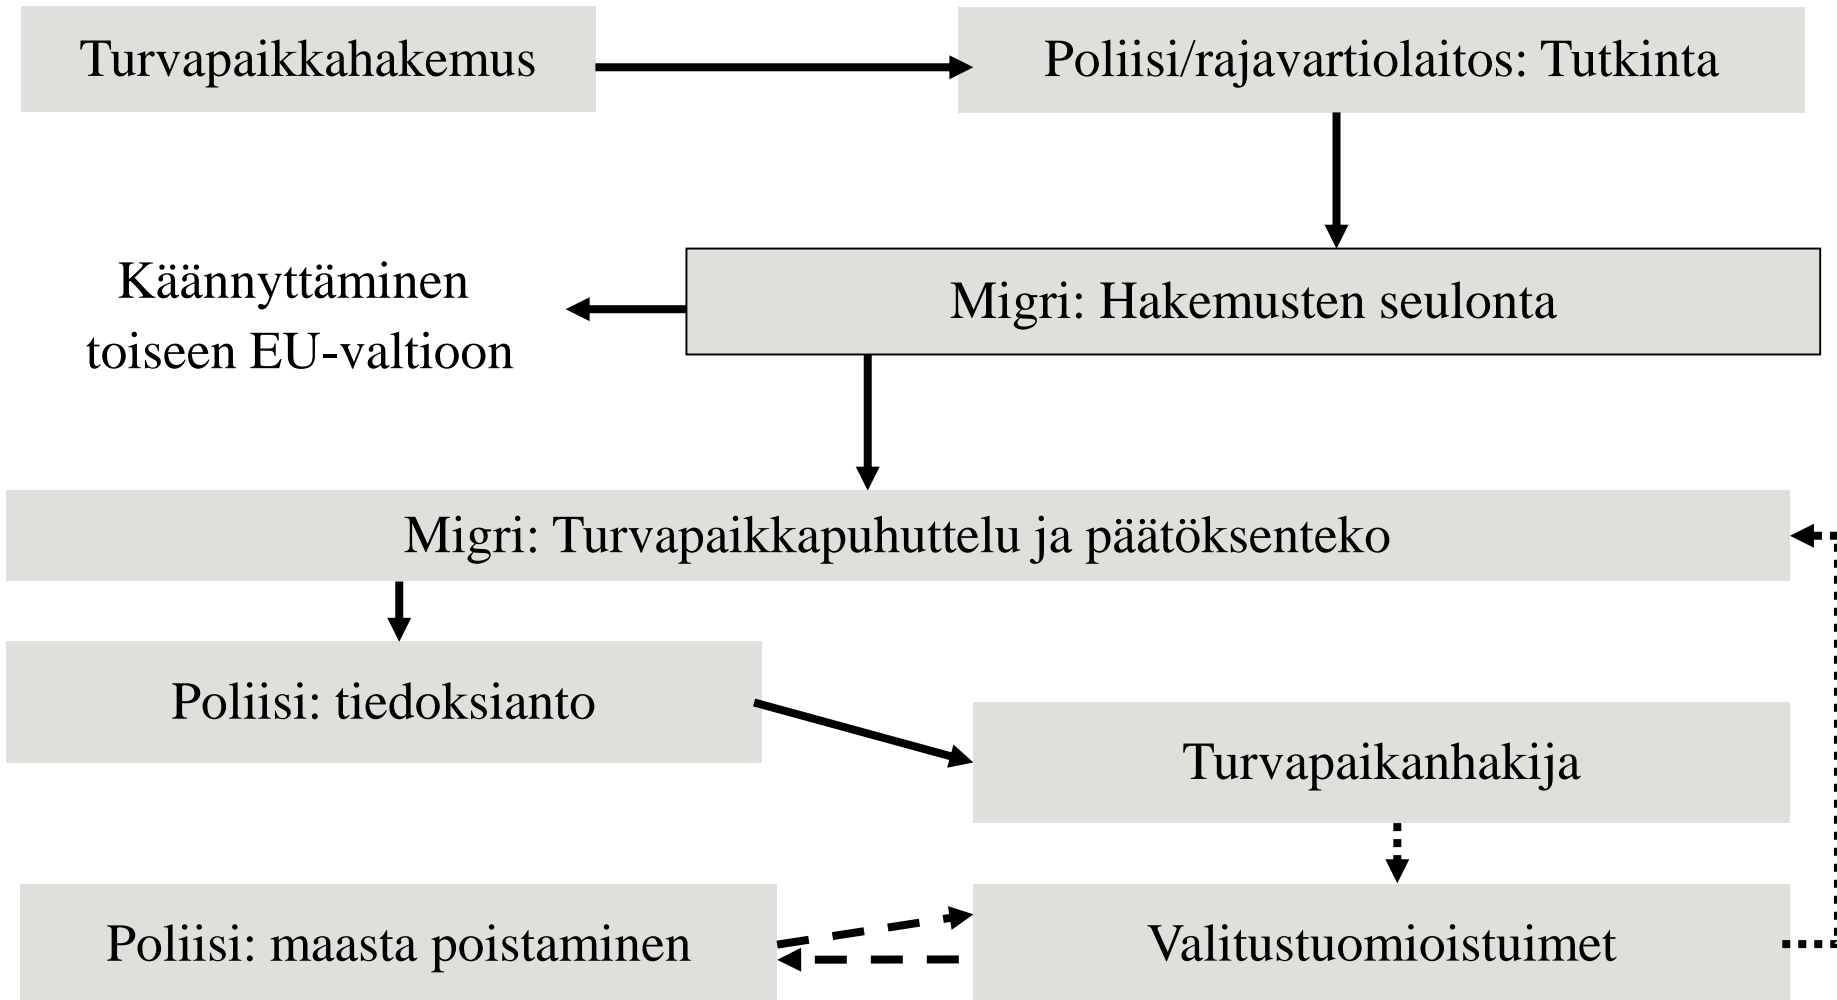 Turvapaikkahakemus
Poliisi/rajavartiolaitos: Tutkinta
Käännyttäminen
toiseen EU-valtioon
Migri: Hakemusten seulonta
Migri: Turvapaikkapuhuttelu ja päätöksenteko
Poliisi: tiedoksianto
Turvapaikanhakija
Poliisi: maasta poistaminen
Valitustuomioistuimet